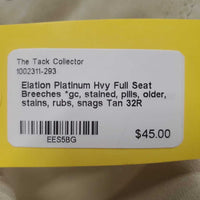 The Tack Collector
1002311-293
Elation Platinum Hvy Full Seat
Breeches *gc, stained, pills, older,
stains, rubs, snags Tan 32R
EES5BG
$45.00